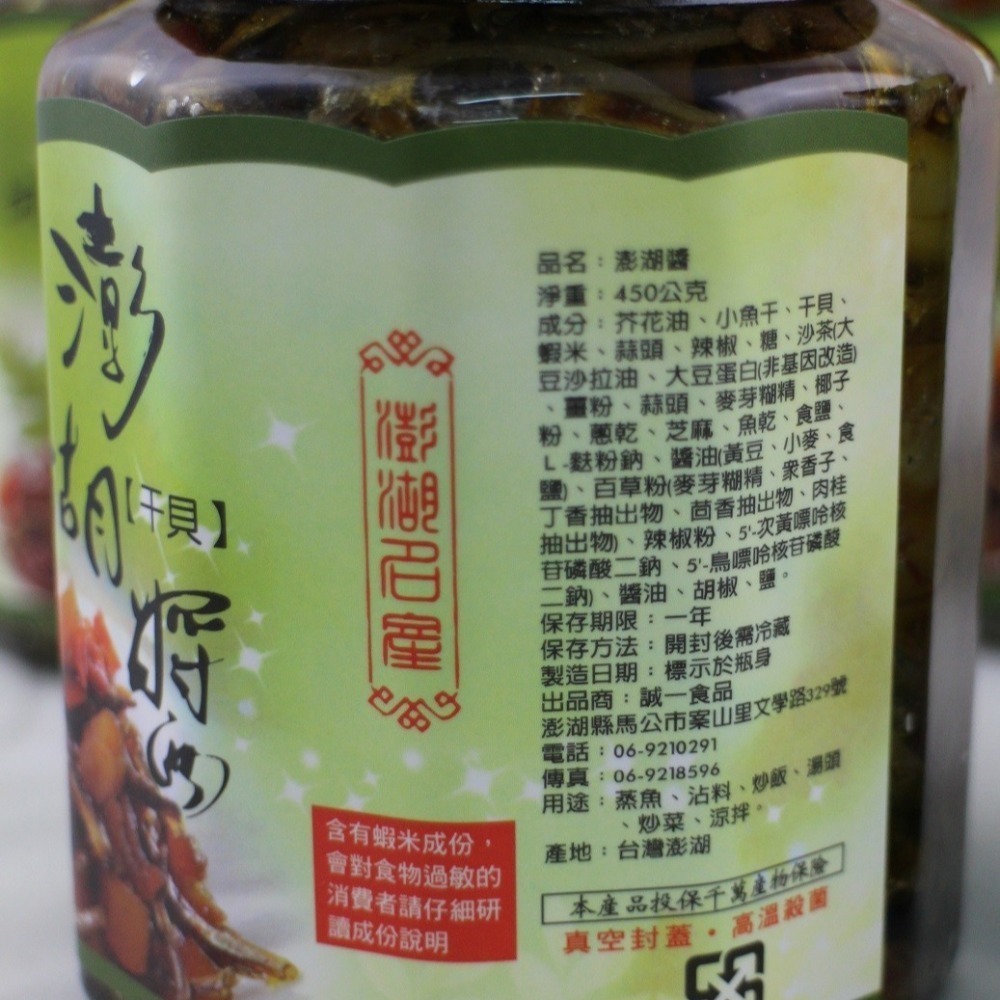 澎湖醬
【干貝】
澎湖名產
含有蝦米成份，
會對食物過敏的
消費者請仔細研
讀成份說明
品名：澎湖醬
淨重：450公克
成分：芥花油、小魚干、干貝、
蝦米、蒜頭、辣椒、糖、沙茶(大
豆沙拉油、大豆蛋白(非基因改造)
、薑粉、蒜頭、麥芽糊精、椰子
粉、蔥乾、芝麻、魚乾、食鹽、
L-麩粉鈉、醬油(黃豆、小麥、食
鹽)、百草粉(麥芽糊精、衆香子、
丁香抽出物、茴香抽出物、肉桂
抽出物)、辣椒粉、5'-次黃嘌呤核
苷磷酸二鈉、5'-鳥嘌呤核苷磷酸
二鈉)、醬油、胡椒、鹽。
保存期限：一年
保存方法：開封後需冷藏
製造日期：標示於瓶身
出品商：誠一食品
澎湖縣馬公市案山里文學路329號
電話：06-9210291
傳真：06-9218596
用途：蒸魚、沾料、炒飯、湯頭
、炒菜、涼拌。
產地：台灣澎湖
本產品投保千萬產物保險
真空封蓋・高溫殺菌